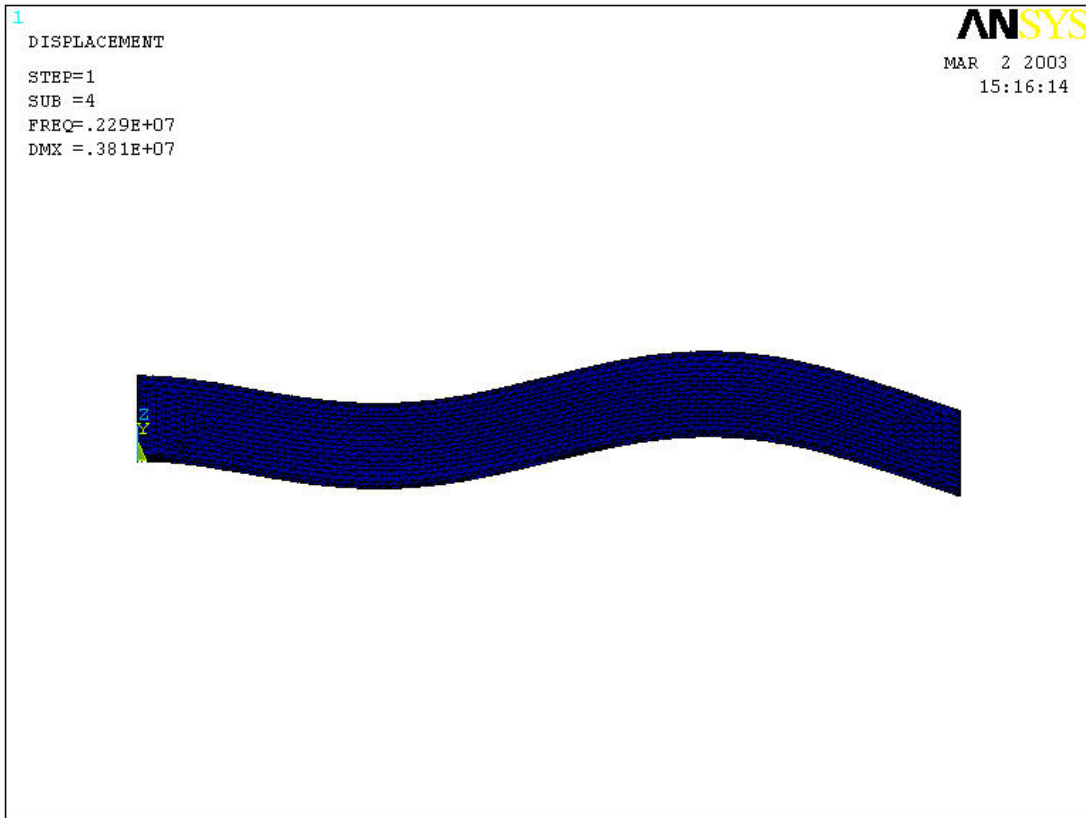 1
DISPLACEMENT
STEP=1
SUB =4
FREQ=.229E+07
DMX =.381E+07
ANSYS
MAR 2 2003
15:16:14
Z
Y